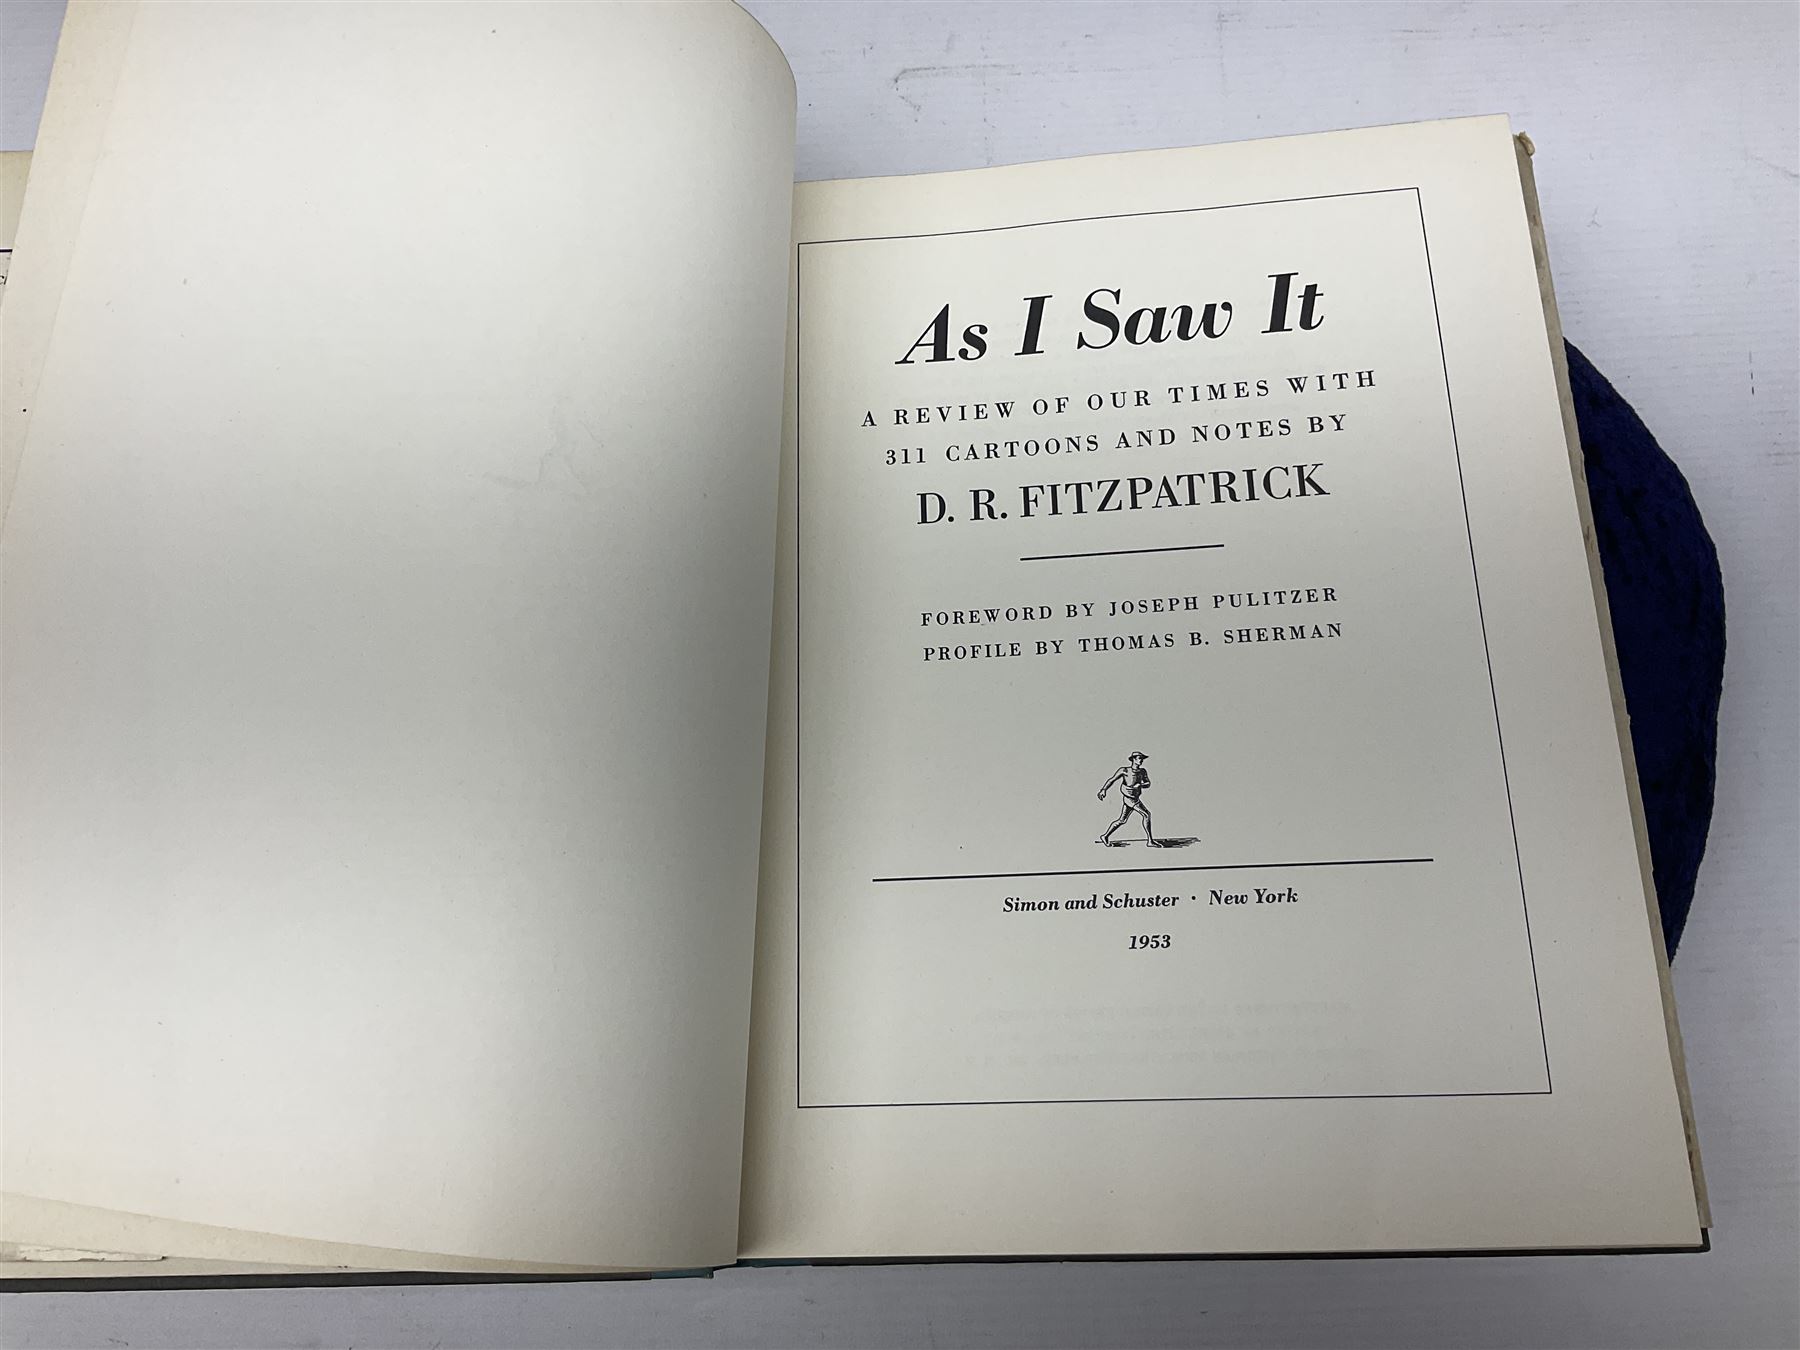 As I Saw It
A REVIEW OF OUR TIMES WITH
311 CARTOONS AND NOTES BY
D. R. FITZPATRICK
FOREWORD BY JOSEPH PULITZER
PROFILE BY THOMAS B. SHERMAN
Simon and Schuster · New York
1953